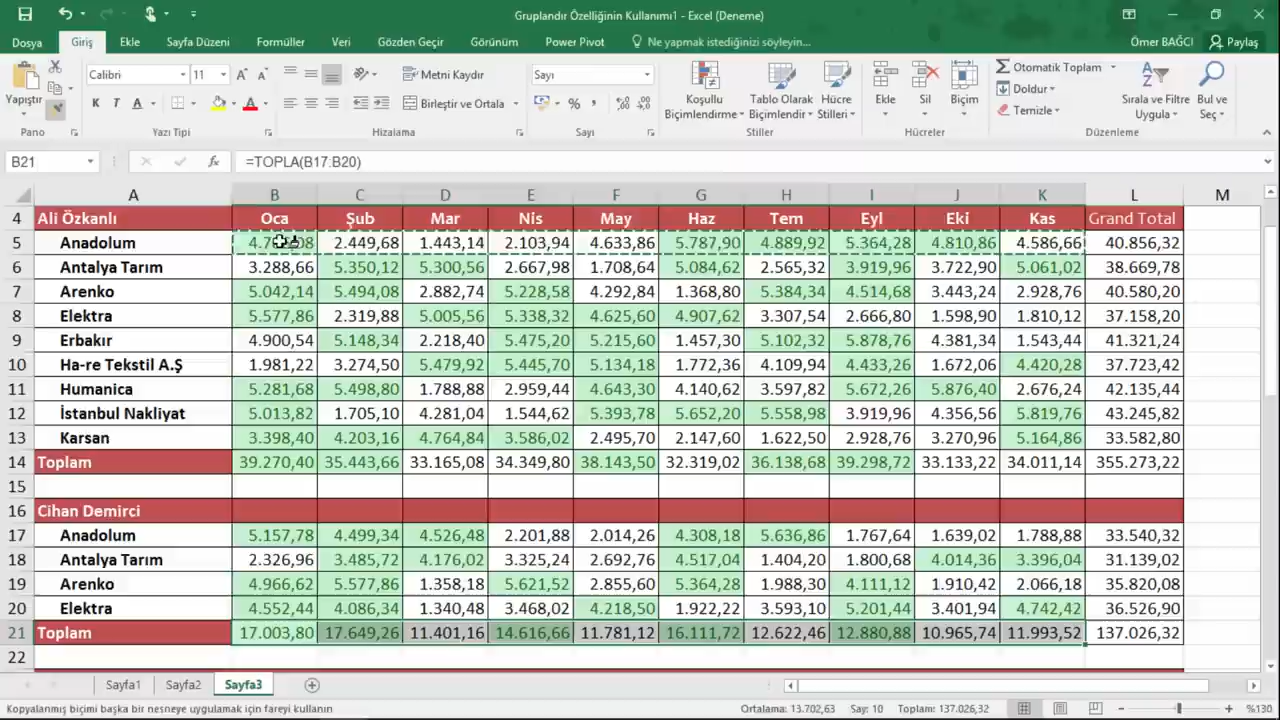 Gruplandır Özelliğinin Kullanımı1 - Excel (Deneme)
Dosya Giriş Ekle Sayfa Düzeni Formüller Veri Gözden Geçir Görünüm Power Pivot Ne yapmak istediğinizi söyleyin... Ömer BAĞCI Paylaş
Yapıştır Calibri 11 Metni Kaydır Sayı Koşullu Biçimlendirme Tablo Olarak Biçimlendir Hücre Stilleri Ekle Sil Biçim Otomatik Toplam Sırala ve Filtre Uygula Bul ve Seç
K T A Birleştir ve Ortala % Doldur
Temizle
Pano Yazı Tipi Hizalama Sayı Stiller Hücreler Düzenleme
B21 fx =TOPLA(B17:B20)
A B C D E F G H I J K L M
4 Ali Özkanlı Oca Şub Mar Nis May Haz Tem Eyl Eki Kas Grand Total
5 Anadolum 2.449,68 1.443,14 2.103,94 4.633,86 5.787,90 4.889,92 5.364,28 4.810,86 4.586,66 40.856,32
6 Antalya Tarım 3.288,66 5.350,12 5.300,56 2.667,98 1.708,64 5.084,62 2.565,32 3.919,96 3.722,90 5.061,02 38.669,78
7 Arenko 5.042,14 5.494,08 2.882,74 5.228,58 4.292,84 1.368,80 5.384,34 4.514,68 3.443,24 2.928,76 40.580,20
8 Elektra 5.577,86 2.319,88 5.005,56 5.338,32 4.625,60 4.907,62 3.307,54 2.666,80 1.598,90 1.810,12 37.158,20
9 Erbakır 4.900,54 5.148,34 2.218,40 5.475,20 5.215,60 1.457,30 5.102,32 5.878,76 4.381,34 1.543,44 41.321,24
10 Ha-re Tekstil A.Ş 1.981,22 3.274,50 5.479,92 5.445,70 5.134,18 1.772,36 4.109,94 4.433,26 1.672,06 4.420,28 37.723,42
11 Humanica 5.281,68 5.498,80 1.788,88 2.959,44 4.643,30 4.140,62 3.597,82 5.672,26 5.876,40 2.676,24 42.135,44
12 İstanbul Nakliyat 5.013,82 1.705,10 4.281,04 1.544,62 5.393,78 5.652,20 5.558,98 3.919,96 4.356,56 5.819,76 43.245,82
13 Karsan 3.398,40 4.203,16 4.764,84 3.586,02 2.495,70 2.147,60 1.622,50 2.928,76 3.270,96 5.164,86 33.582,80
14 Toplam 39.270,40 35.443,66 33.165,08 34.349,80 38.143,50 32.319,02 36.138,68 39.298,72 33.133,22 34.011,14 355.273,22
15
16 Cihan Demirci
17 Anadolum 5.157,78 4.499,34 4.526,48 2.201,88 2.014,26 4.308,18 5.636,86 1.767,64 1.639,02 1.788,88 33.540,32
18 Antalya Tarım 2.326,96 3.485,72 4.176,02 3.325,24 2.692,76 4.517,04 1.404,20 1.800,68 4.014,36 3.396,04 31.139,02
19 Arenko 4.966,62 5.577,86 1.358,18 5.621,52 2.855,60 5.364,28 1.988,30 4.111,12 1.910,42 2.066,18 35.820,08
20 Elektra 4.552,44 4.086,34 1.340,48 3.468,02 4.218,50 1.922,22 3.593,10 5.201,44 3.401,94 4.742,42 36.526,90
21 Toplam 17.003,80 17.649,26 11.401,16 14.616,66 11.781,12 16.111,72 12.622,46 12.880,88 10.965,74 11.993,52 137.026,32
22
Sayfa1 Sayfa2 Sayfa3
Kopyalanmış biçimi başka bir nesneye uygulamak için fareyi kullanın Ortalama: 13.702,63 Say: 10 Toplam: 137.026,32 %130